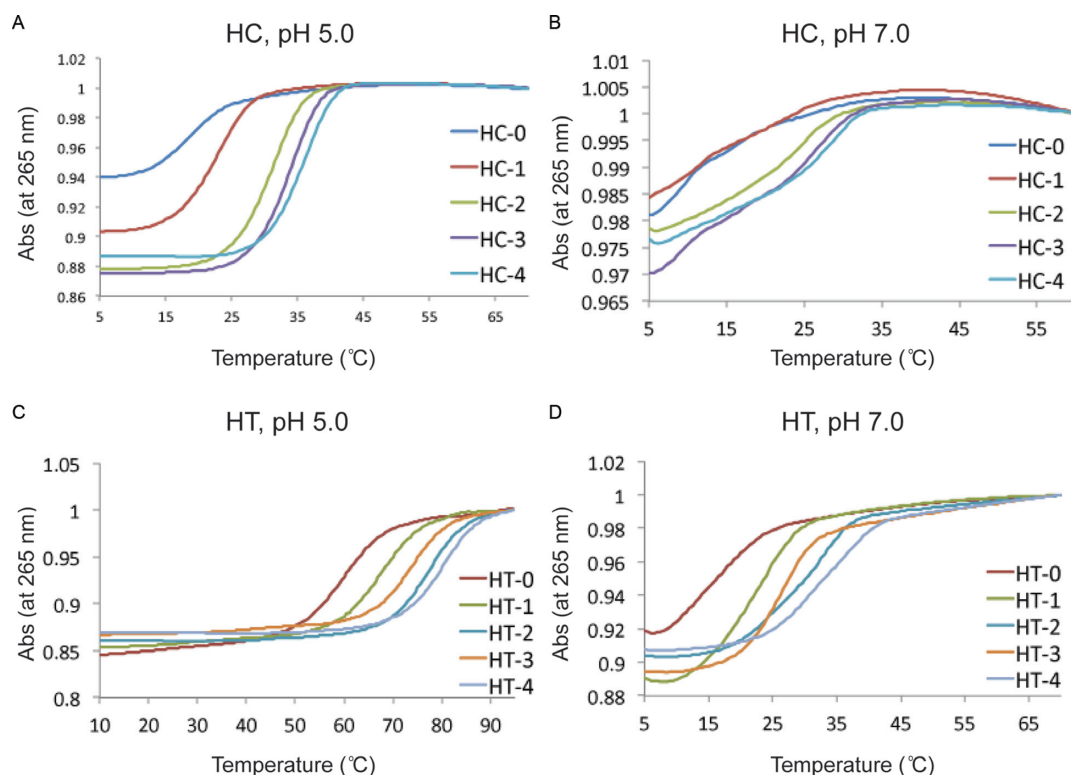 A
HC, pH 5.0
1.02
1
0.98
0.96
0.94
0.92
0.9
0.88
0.86
Abs (at 265 nm)
HC-0
HC-1
HC-2
HC-3
HC-4
5 15 25 35 45 55 65
Temperature (℃)
B
HC, pH 7.0
1.01
1.005
1
0.995
0.99
0.985
0.98
0.975
0.97
0.965
Abs (at 265 nm)
HC-0
HC-1
HC-2
HC-3
HC-4
5 15 25 35 45 55
Temperature (℃)
C
HT, pH 5.0
1.05
1
0.95
0.9
0.85
0.8
Abs (at 265 nm)
HT-0
HT-1
HT-2
HT-3
HT-4
10 20 30 40 50 60 70 80 90
Temperature (℃)
D
HT, pH 7.0
1.02
1
0.98
0.96
0.94
0.92
0.9
0.88
Abs (at 265 nm)
HT-0
HT-1
HT-2
HT-3
HT-4
5 15 25 35 45 55 65
Temperature (℃)